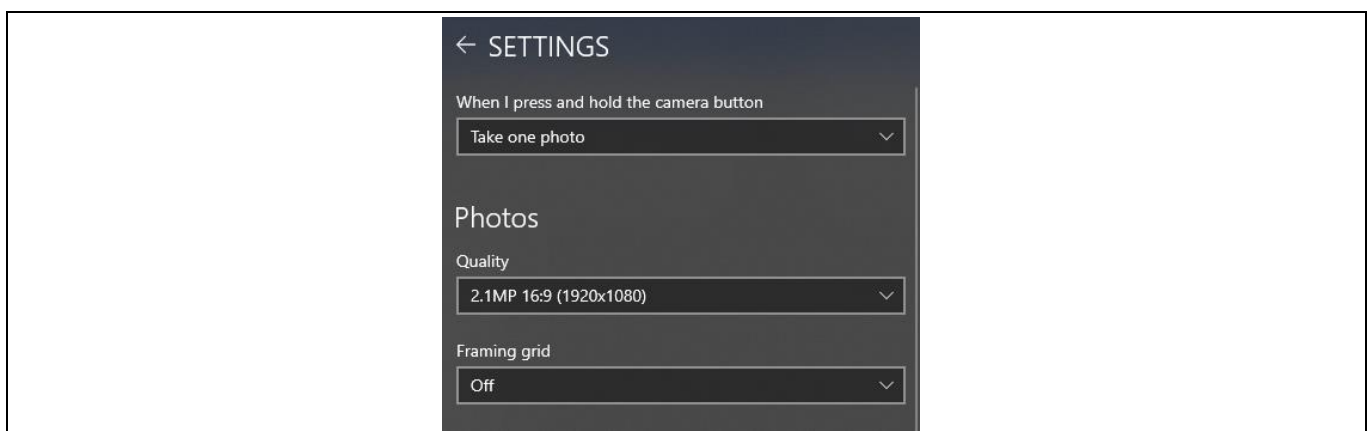 ← SETTINGS
When I press and hold the camera button
Take one photo
Photos
Quality
2.1MP 16:9 (1920x1080)
Framing grid
Off